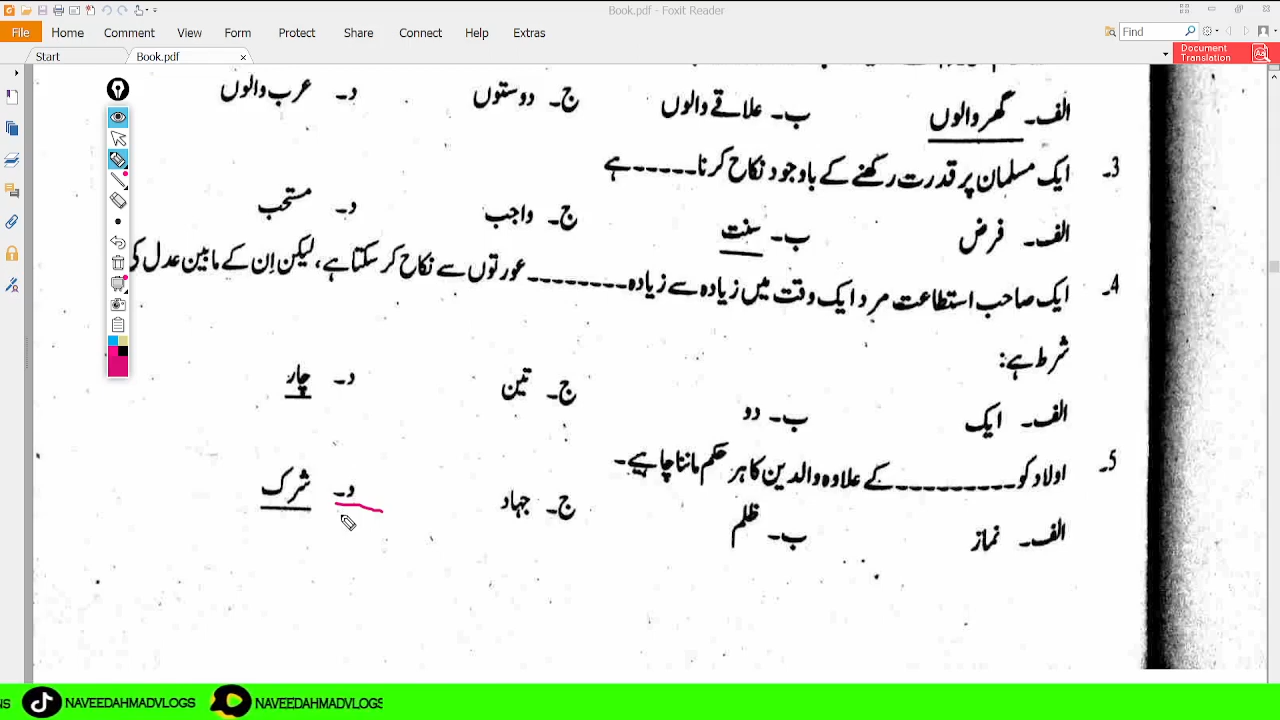 Book.pdf - Foxit Reader
File Home Comment View Form Protect Share Connect Help Extras
Find
Start Book.pdf x
Document Translation
الف۔ گھر والوں ب۔ علاقے والوں ج۔ دوستوں د۔ عرب والوں
3۔ ایک مسلمان پر قدرت رکھنے کے باوجود نکاح کرنا۔۔۔۔۔ہے
الف۔ فرض ب۔ سنت ج۔ واجب د۔ مستحب
4۔ ایک صاحب استطاعت مرد ایک وقت میں زیادہ سے زیادہ۔۔۔۔۔۔۔۔عورتوں سے نکاح کر سکتا ہے، لیکن اِن کے مابین عدل کی
شرط ہے:
الف۔ ایک ب۔ دو ج۔ تین د۔ چار
5۔ اولاد کو۔۔۔۔۔۔۔۔۔۔کے علاوہ والدین کا ہر حکم ماننا چاہیے۔
الف۔ نماز ب۔ ظلم ج۔ جہاد د۔ شرک
NS NAVEEDAHMADVLOGS NAVEEDAHMADVLOGS